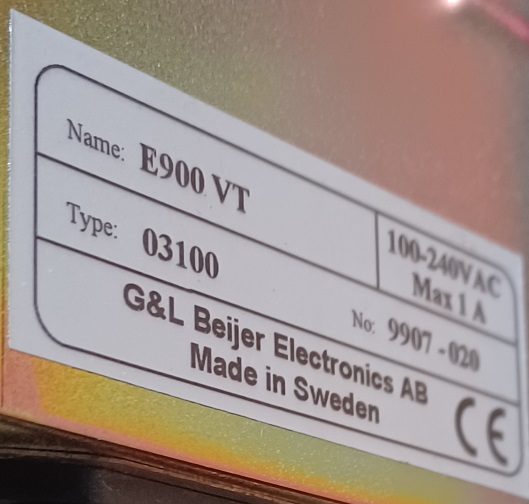 Name: E900 VT
100-240VAC
Max 1 A
Type: 03100
No: 9907-020
G&L Beijer Electronics AB
Made in Sweden
CE